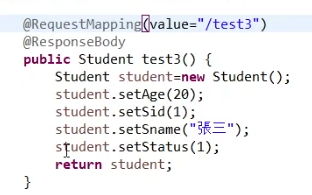 @RequestMapping(value="/test3")
@ResponseBody
public Student test3() {
Student student=new Student();
student.setAge(20);
student.setSid(1);
student.setSname("張三");
student.setStatus(1);
return student;
}